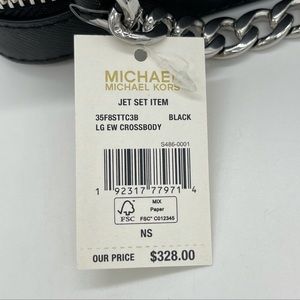 MICHAEL
MICHAEL KORS
JET SET ITEM
35F8STTC3B BLACK
LG EW CROSSBODY
S486-0001
1 92317 77971 4
FSC
MIX
Paper
FSC® C012345
NS
OUR PRICE $328.00